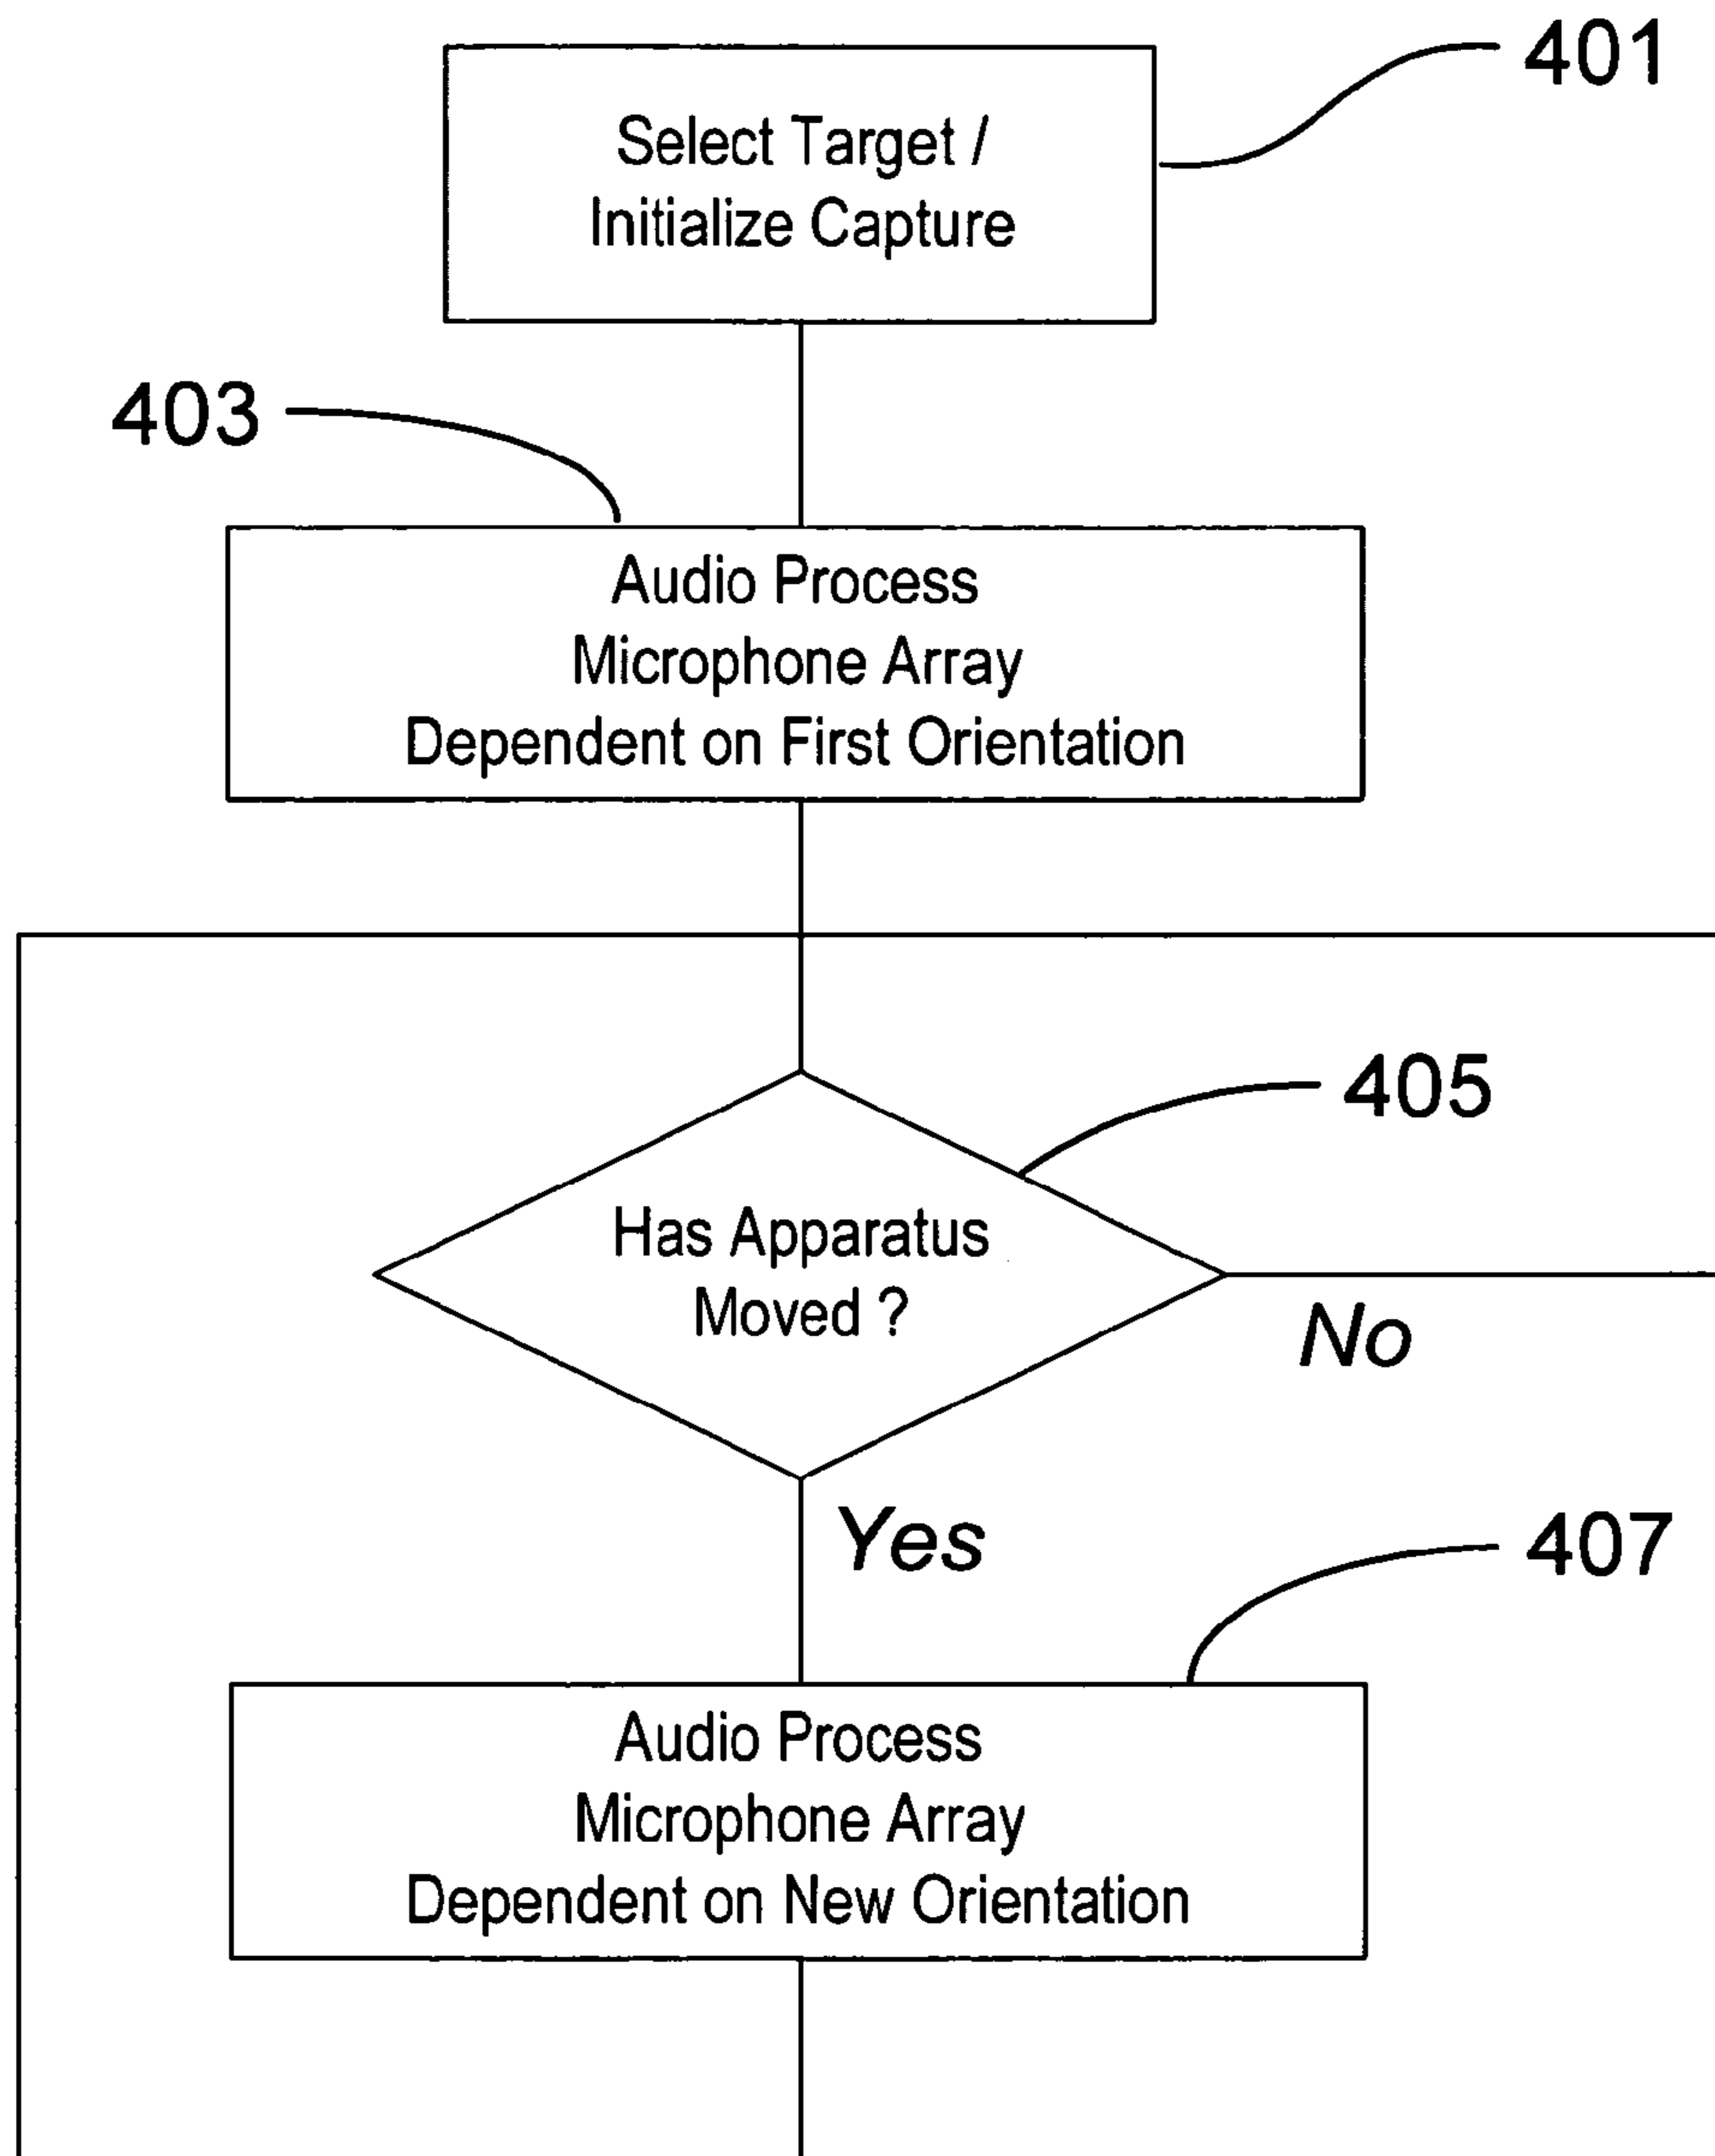 401
Select Target /
Initialize Capture
403
Audio Process
Microphone Array
Dependent on First Orientation
405
Has Apparatus
Moved ?
No
Yes
407
Audio Process
Microphone Array
Dependent on New Orientation